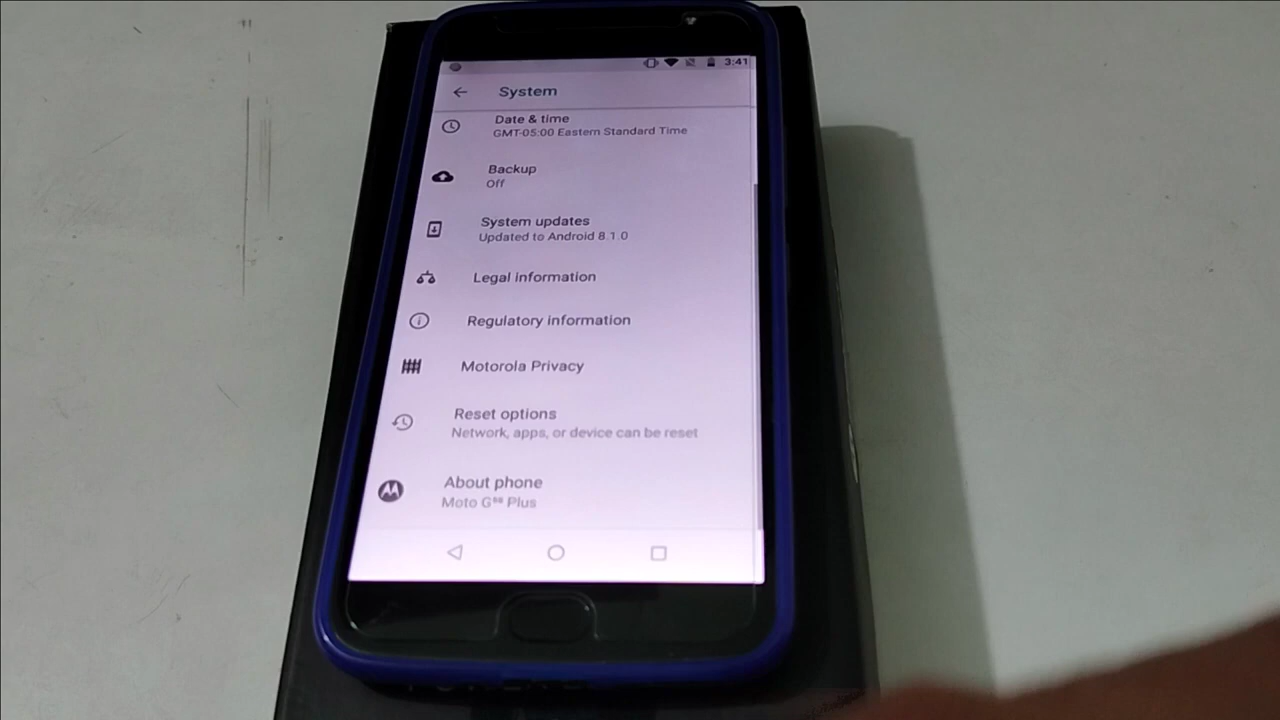 3:41
System
Date & time
GMT-05:00 Eastern Standard Time
Backup
Off
System updates
Updated to Android 8.1.0
Legal information
Regulatory information
Motorola Privacy
Reset options
Network, apps, or device can be reset
About phone
Moto G⁵ˢ Plus